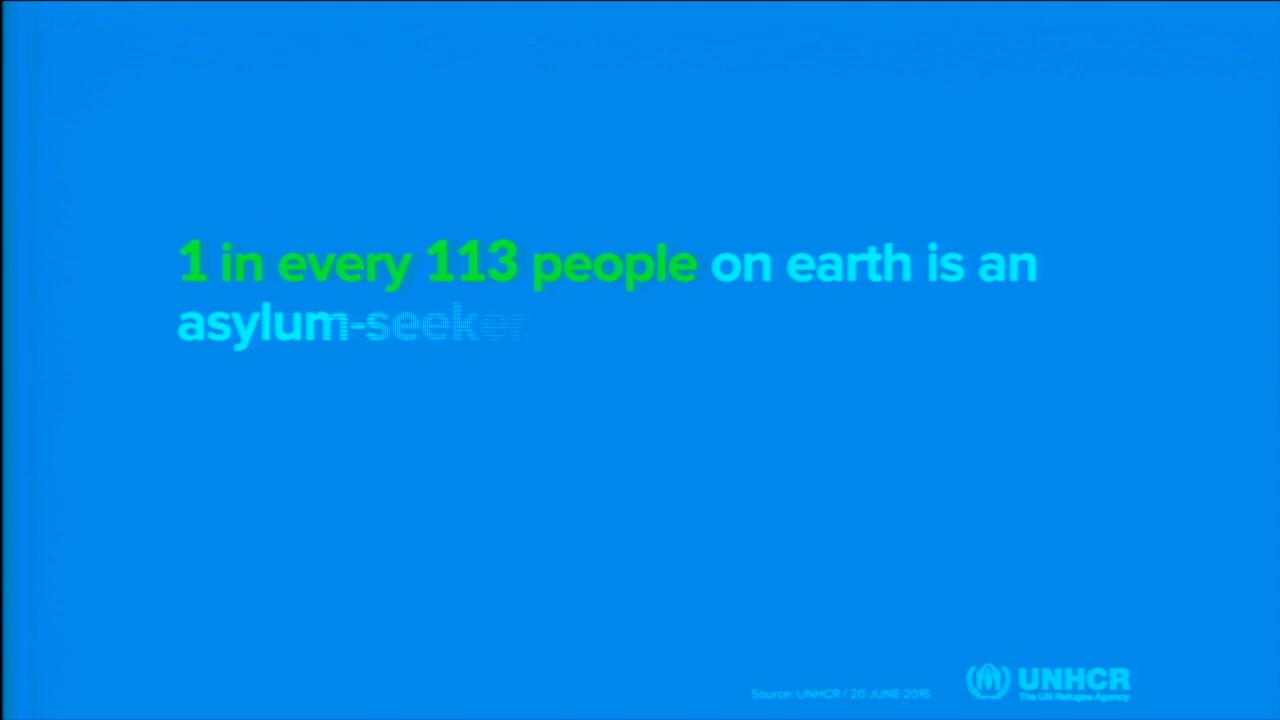 1 in every 113 people on earth is an
asylum-seeker
Source: UNHCR / 20 JUNE 2016
UNHCR
The UN Refugee Agency